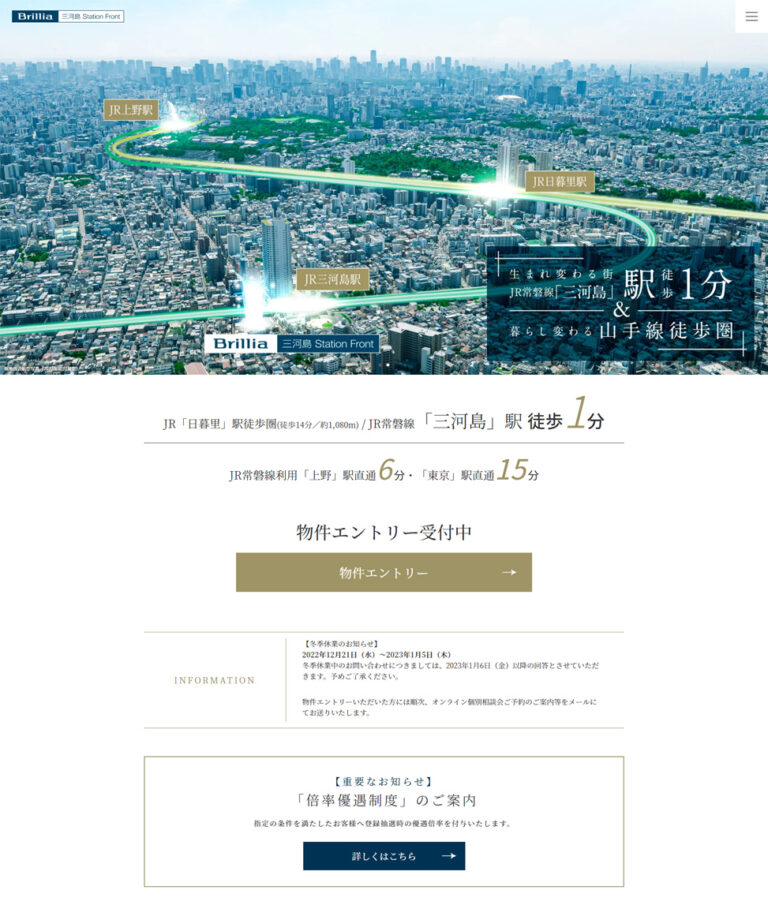 Brillia 三河島 Station Front
JR上野駅
JR日暮里駅
JR三河島駅
Brillia 三河島 Station Front
生まれ変わる街
JR常磐線「三河島」駅徒歩1分
&
暮らし変わる山手線徒歩圏
JR「日暮里」駅徒歩圏(徒歩14分／約1,080m) / JR常磐線「三河島」駅 徒歩1分
JR常磐線利用「上野」駅直通6分・「東京」駅直通15分
物件エントリー受付中
物件エントリー →
INFORMATION
【冬季休業のお知らせ】
2022年12月21日（水）～2023年1月5日（木）
冬季休業中のお問い合わせにつきましては、2023年1月6日（金）以降の回答とさせていただ
きます。予めご了承ください。
物件エントリーいただいた方には順次、オンライン個別相談会ご予約のご案内等をメールに
てお送りいたします。
【重要なお知らせ】
「倍率優遇制度」のご案内
指定の条件を満たしたお客様へ登録抽選時の優遇倍率を付与いたします。
詳しくはこちら →